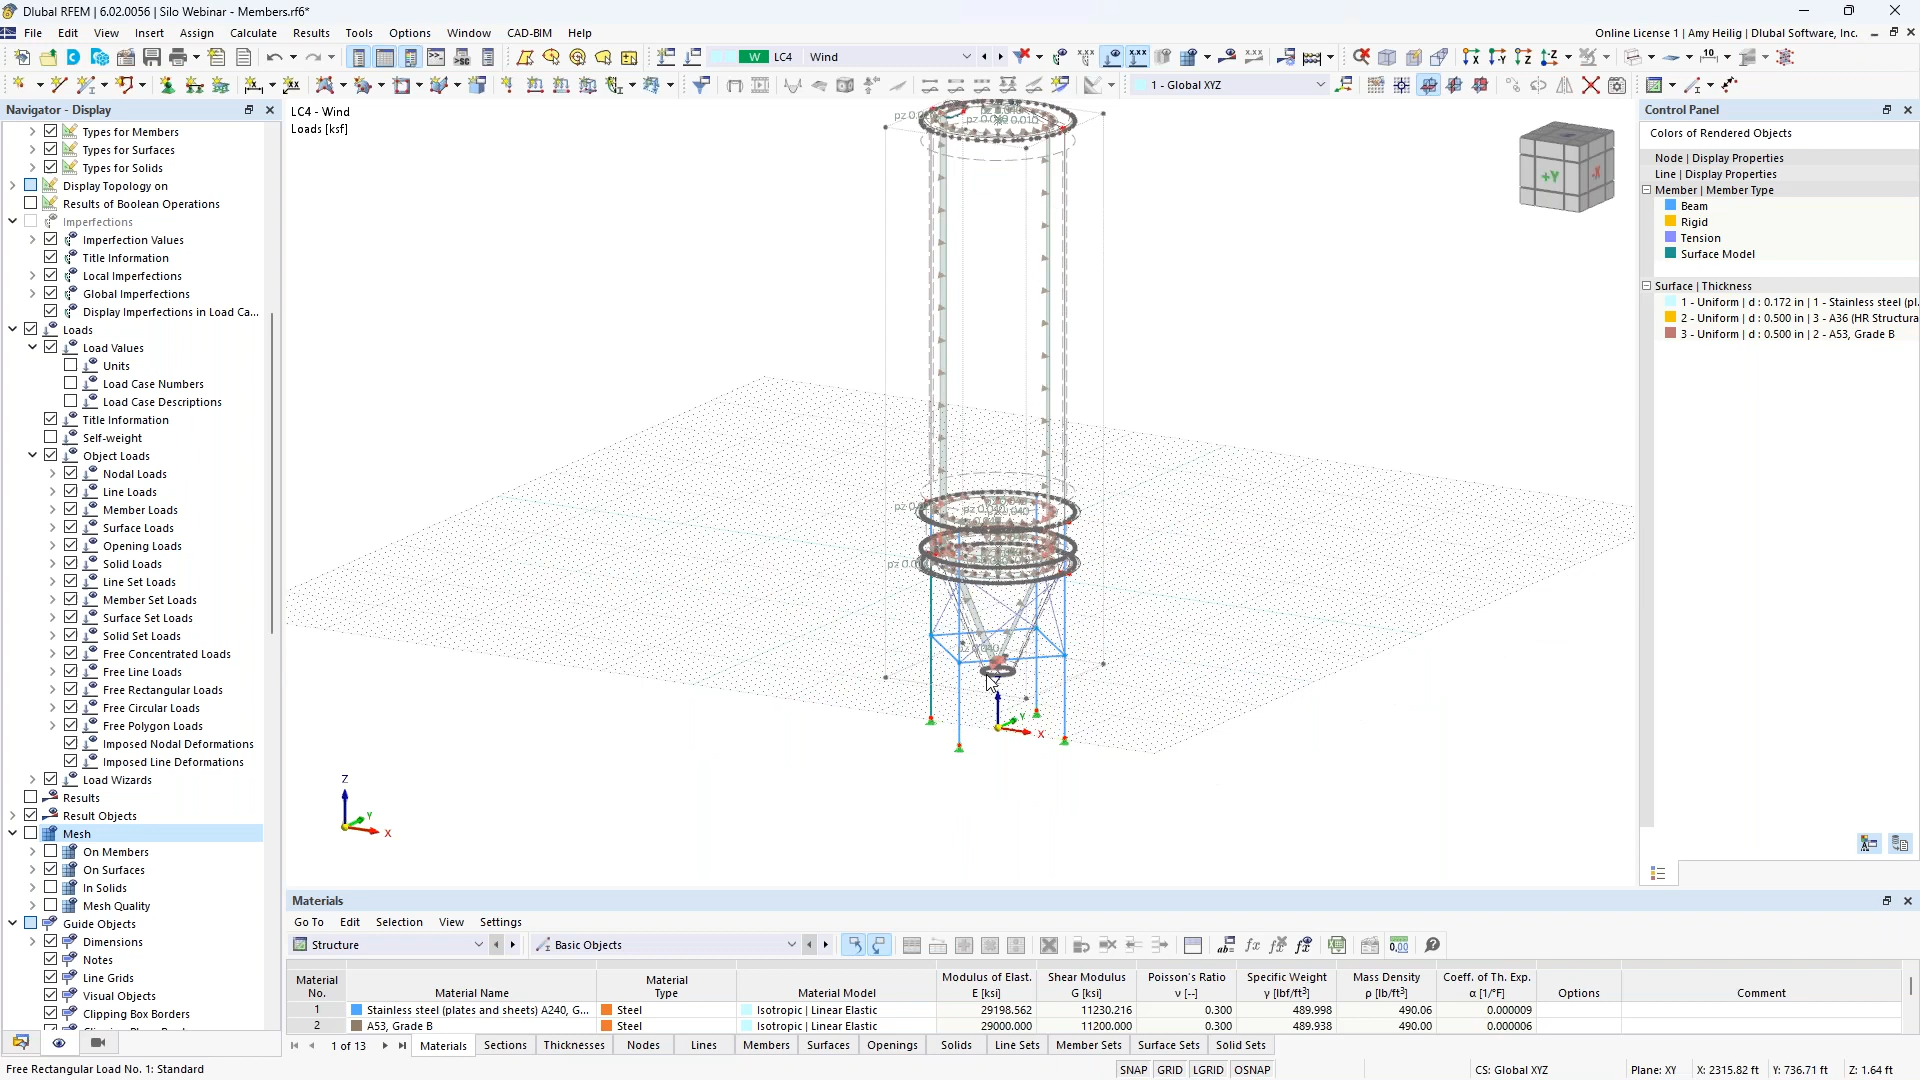 Dlubal RFEM | 6.02.0056 | Silo Webinar - Members.rf6*
File Edit View Insert Assign Calculate Results Tools Options Window CAD-BIM Help
Online License 1 | Amy Heilig | Dlubal Software, Inc.
W LC4 Wind
1 - Global XYZ
Navigator - Display
Types for Members
Types for Surfaces
Types for Solids
Display Topology on
Results of Boolean Operations
Imperfections
Imperfection Values
Title Information
Local Imperfections
Global Imperfections
Display Imperfections in Load Ca...
Loads
Load Values
Units
Load Case Numbers
Load Case Descriptions
Title Information
Self-weight
Object Loads
Nodal Loads
Line Loads
Member Loads
Surface Loads
Opening Loads
Solid Loads
Line Set Loads
Member Set Loads
Surface Set Loads
Solid Set Loads
Free Concentrated Loads
Free Line Loads
Free Rectangular Loads
Free Circular Loads
Free Polygon Loads
Imposed Nodal Deformations
Imposed Line Deformations
Load Wizards
Results
Result Objects
Mesh
On Members
On Surfaces
In Solids
Mesh Quality
Guide Objects
Dimensions
Notes
Line Grids
Visual Objects
Clipping Box Borders
LC4 - Wind
Loads [ksf]
+Y -X
Z
Y
X
Y
X
Control Panel
Colors of Rendered Objects
Node | Display Properties
Line | Display Properties
Member | Member Type
Beam
Rigid
Tension
Surface Model
Surface | Thickness
1 - Uniform | d : 0.172 in | 1 - Stainless steel (pl...
2 - Uniform | d : 0.500 in | 3 - A36 (HR Structura
3 - Uniform | d : 0.500 in | 2 - A53, Grade B
Materials
Go To Edit Selection View Settings
Structure Basic Objects
Material No. Material Name Material Type Material Model Modulus of Elast. E [ksi] Shear Modulus G [ksi] Poisson's Ratio ν [--] Specific Weight γ [lbf/ft³] Mass Density ρ [lb/ft³] Coeff. of Th. Exp. α [1/°F] Options Comment
1 Stainless steel (plates and sheets) A240, G... Steel Isotropic | Linear Elastic 29198.562 11230.216 0.300 489.998 490.06 0.000009
2 A53, Grade B Steel Isotropic | Linear Elastic 29000.000 11200.000 0.300 489.938 490.00 0.000006
1 of 13 Materials Sections Thicknesses Nodes Lines Members Surfaces Openings Solids Line Sets Member Sets Surface Sets Solid Sets
Free Rectangular Load No. 1: Standard
SNAP GRID LGRID OSNAP
CS: Global XYZ
Plane: XY
X: 2315.82 ft Y: 736.71 ft Z: 1.64 ft